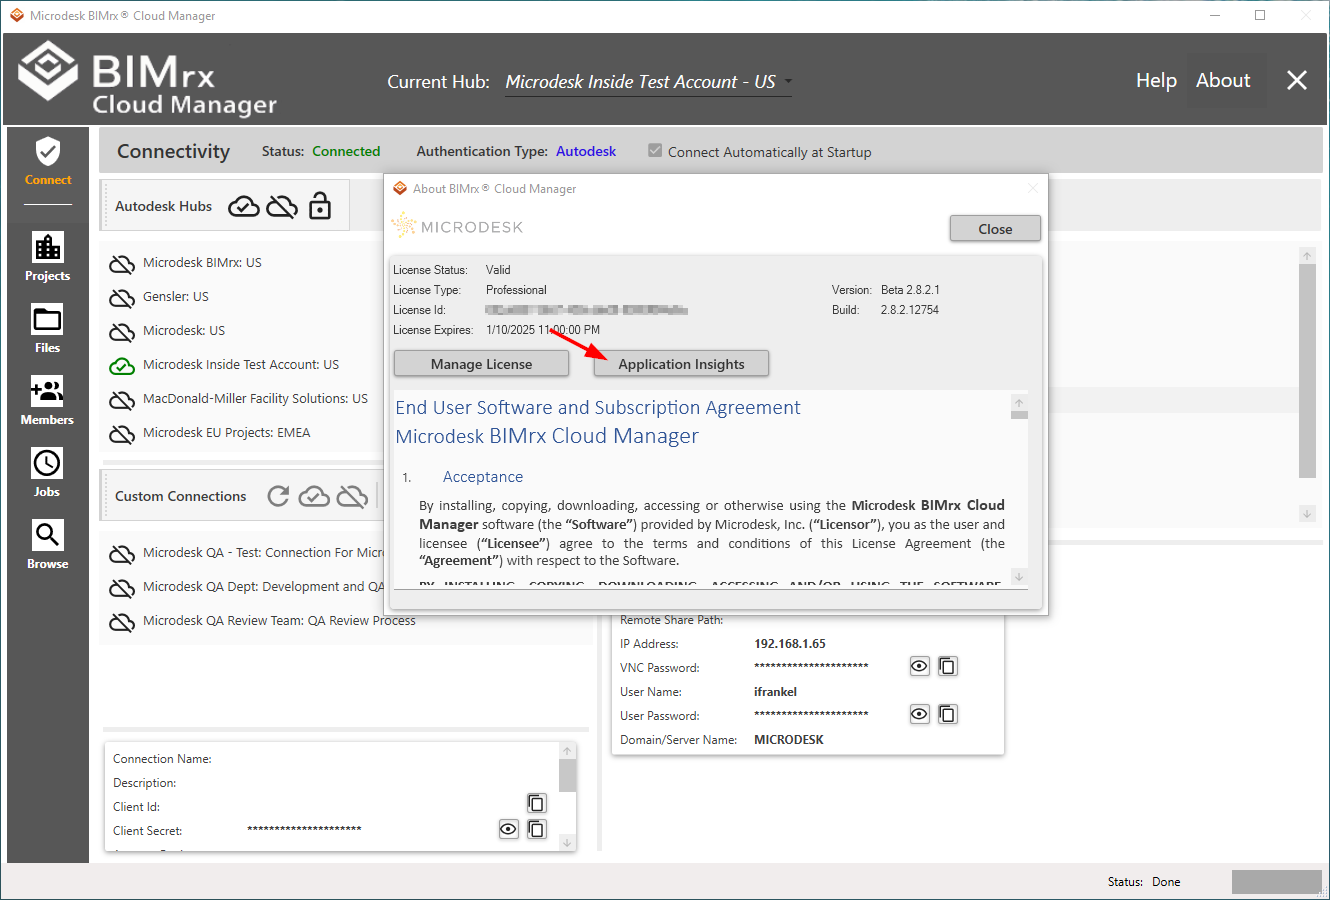 Microdesk BIMrx® Cloud Manager
BIMrx
Cloud Manager
Current Hub: Microdesk Inside Test Account - US
Help About
Connect
Projects
Files
Members
Jobs
Browse
Connectivity Status: Connected Authentication Type: Autodesk Connect Automatically at Startup
Autodesk Hubs
Microdesk BIMrx: US
Gensler: US
Microdesk: US
Microdesk Inside Test Account: US
MacDonald-Miller Facility Solutions: US
Microdesk EU Projects: EMEA
Custom Connections
Microdesk QA - Test: Connection For Micr
Microdesk QA Dept: Development and QA
Microdesk QA Review Team: QA Review Process
Connection Name:
Description:
Client Id:
Client Secret: *********************
About BIMrx® Cloud Manager
MICRODESK
Close
License Status: Valid
License Type: Professional
License Id:
License Expires: 1/10/2025 11:00:00 PM
Version: Beta 2.8.2.1
Build: 2.8.2.12754
Manage License
Application Insights
End User Software and Subscription Agreement
Microdesk BIMrx Cloud Manager
1. Acceptance
By installing, copying, downloading, accessing or otherwise using the Microdesk BIMrx Cloud
Manager software (the “Software”) provided by Microdesk, Inc. (“Licensor”), you as the user and
licensee (“Licensee”) agree to the terms and conditions of this License Agreement (the
“Agreement”) with respect to the Software.
BY INSTALLING, COPYING, DOWNLOADING, ACCESSING AND/OR USING THE SOFTWARE,
Remote Share Path:
IP Address: 192.168.1.65
VNC Password: *********************
User Name: ifrankel
User Password: *********************
Domain/Server Name: MICRODESK
Status: Done